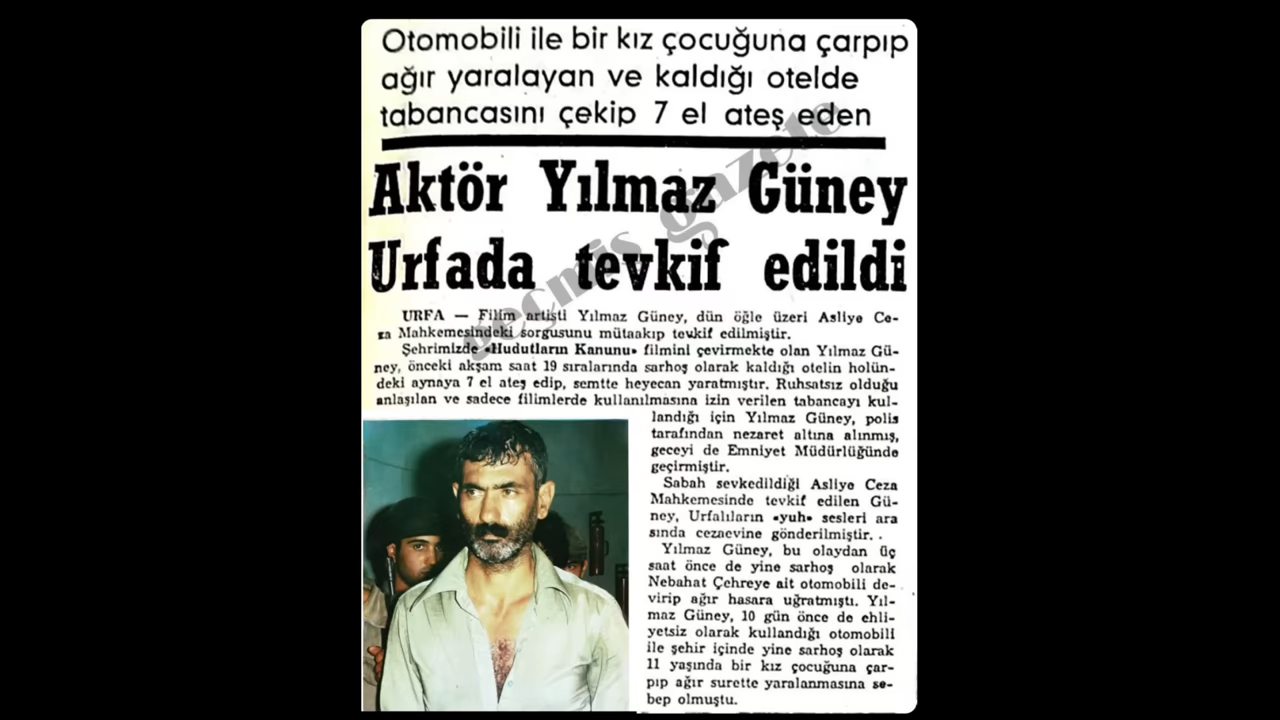 Otomobili ile bir kız çocuğuna çarpıp
ağır yaralayan ve kaldığı otelde
tabancasını çekip 7 el ateş eden
Aktör Yılmaz Güney
Urfada tevkif edildi
geçmiş gazete
URFA — Filim artisti Yılmaz Güney, dün öğle üzeri Asliye Ce-
za Mahkemesindeki sorgusunu mütaakıp tevkif edilmiştir.
Şehrimizde «Hudutların Kanunu» filmini çevirmekte olan Yılmaz Gü-
ney, önceki akşam saat 19 sıralarında sarhoş olarak kaldığı otelin holün-
deki aynaya 7 el ateş edip, semtte heyecan yaratmıştır. Ruhsatsız olduğu
anlaşılan ve sadece filimlerde kullanılmasına izin verilen tabancayı kul-
landığı için Yılmaz Güney, polis
tarafından nezaret altına alınmış,
geceyi de Emniyet Müdürlüğünde
geçirmiştir.
Sabah sevkedildiği Asliye Ceza
Mahkemesinde tevkif edilen Gü-
ney, Urfalıların «yuh» sesleri ara
sında cezaevine gönderilmiştir. .
Yılmaz Güney, bu olaydan üç
saat önce de yine sarhoş olarak
Nebahat Çehreye ait otomobili de-
virip ağır hasara uğratmıştı. Yıl-
maz Güney, 10 gün önce de ehli-
yetsiz olarak kullandığı otomobili
ile şehir içinde yine sarhoş olarak
11 yaşında bir kız çocuğuna çar-
pıp ağır surette yaralanmasına se-
bep olmuştu.